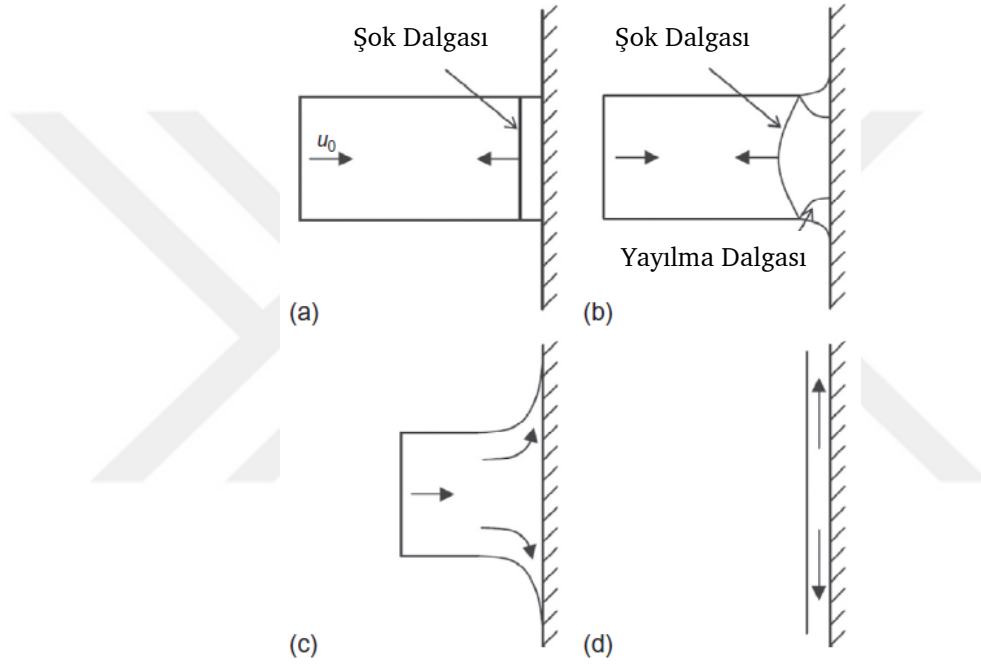 Şok Dalgası
Şok Dalgası
u₀
Yayılma Dalgası
(a)
(b)
(c)
(d)